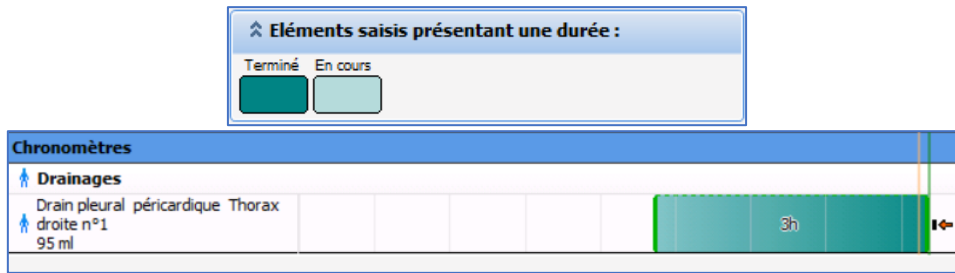 Eléments saisis présentant une durée :
Terminé En cours
Chronomètres
Drainages
Drain pleural péricardique Thorax
droite n°1
95 ml
3h